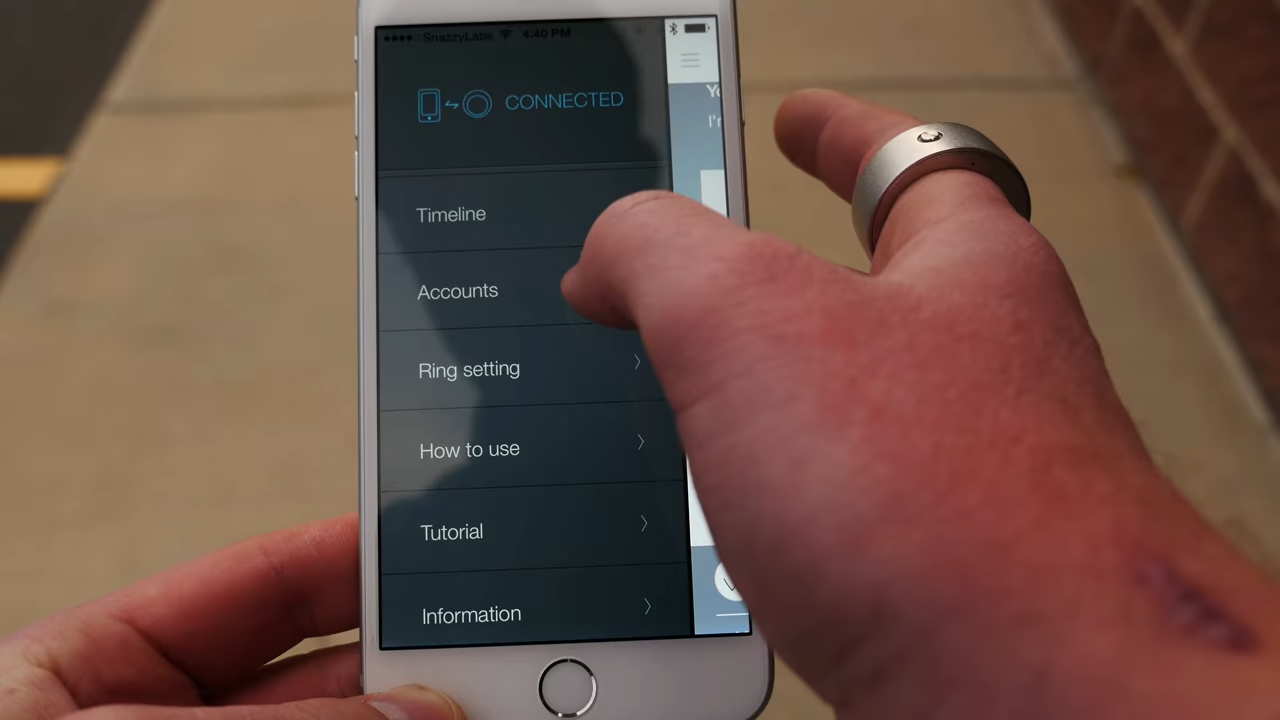 SnazzyLabs 4:40 PM
CONNECTED
Timeline
Accounts
Ring setting
How to use
Tutorial
Information
I'm